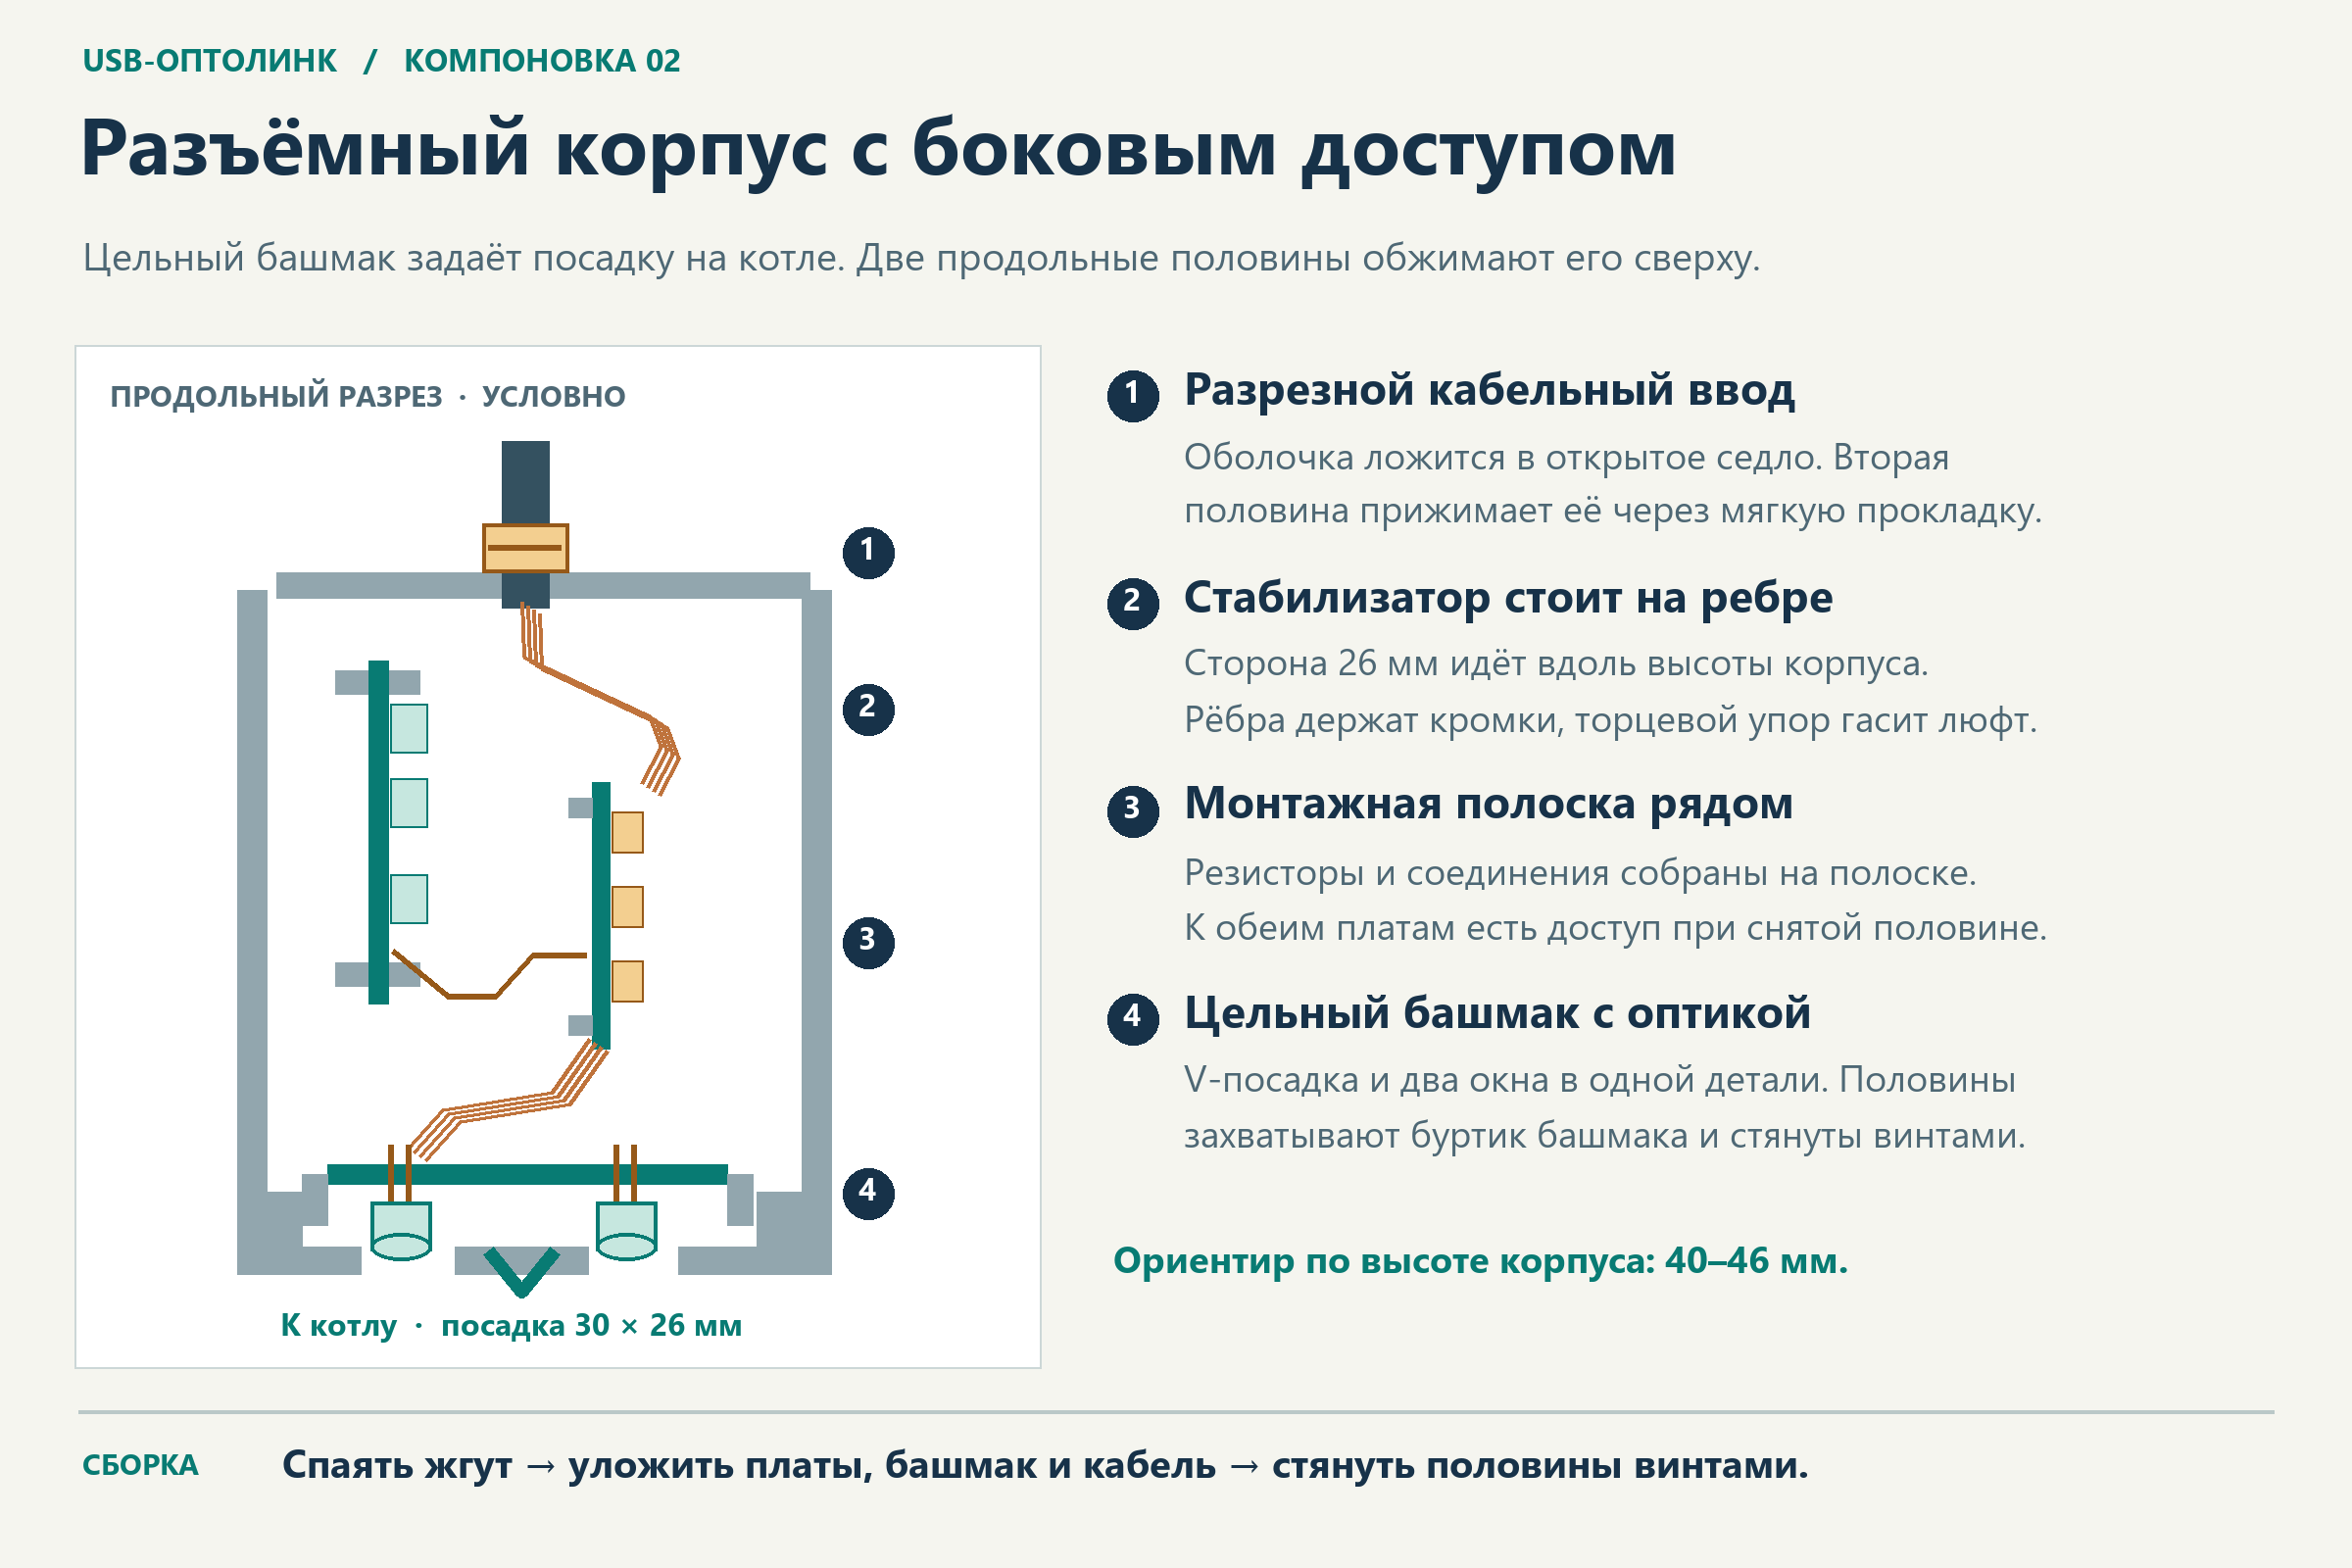 USB-ОПТОЛИНК / КОМПОНОВКА 02
Разъёмный корпус с боковым доступом
Цельный башмак задаёт посадку на котле. Две продольные половины обжимают его сверху.
ПРОДОЛЬНЫЙ РАЗРЕЗ · УСЛОВНО
1
2
3
4
К котлу · посадка 30 × 26 мм
1 Разрезной кабельный ввод
Оболочка ложится в открытое седло. Вторая
половина прижимает её через мягкую прокладку.
2 Стабилизатор стоит на ребре
Сторона 26 мм идёт вдоль высоты корпуса.
Рёбра держат кромки, торцевой упор гасит люфт.
3 Монтажная полоска рядом
Резисторы и соединения собраны на полоске.
К обеим платам есть доступ при снятой половине.
4 Цельный башмак с оптикой
V-посадка и два окна в одной детали. Половины
захватывают буртик башмака и стянуты винтами.
Ориентир по высоте корпуса: 40–46 мм.
СБОРКА Спаять жгут → уложить платы, башмак и кабель → стянуть половины винтами.